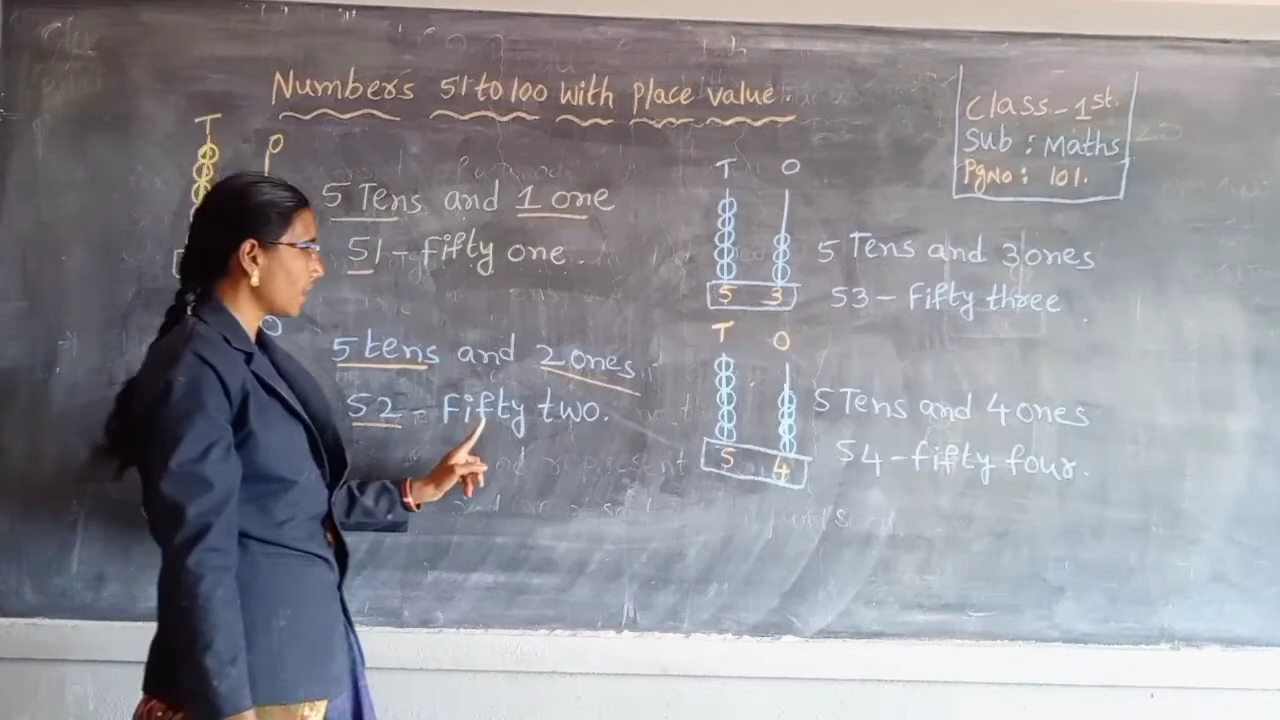 Numbers 51 to 100 with place value.
Class - 1st.
Sub : Maths
Pg No : 101.
T O
5 Tens and 1 one
51 - fifty one.
O
5 tens and 2 ones
52 - fifty two.
T O
5 Tens and 3 ones
5 3
53 - fifty three
T O
5 Tens and 4 ones
5 4
54 - fifty four.